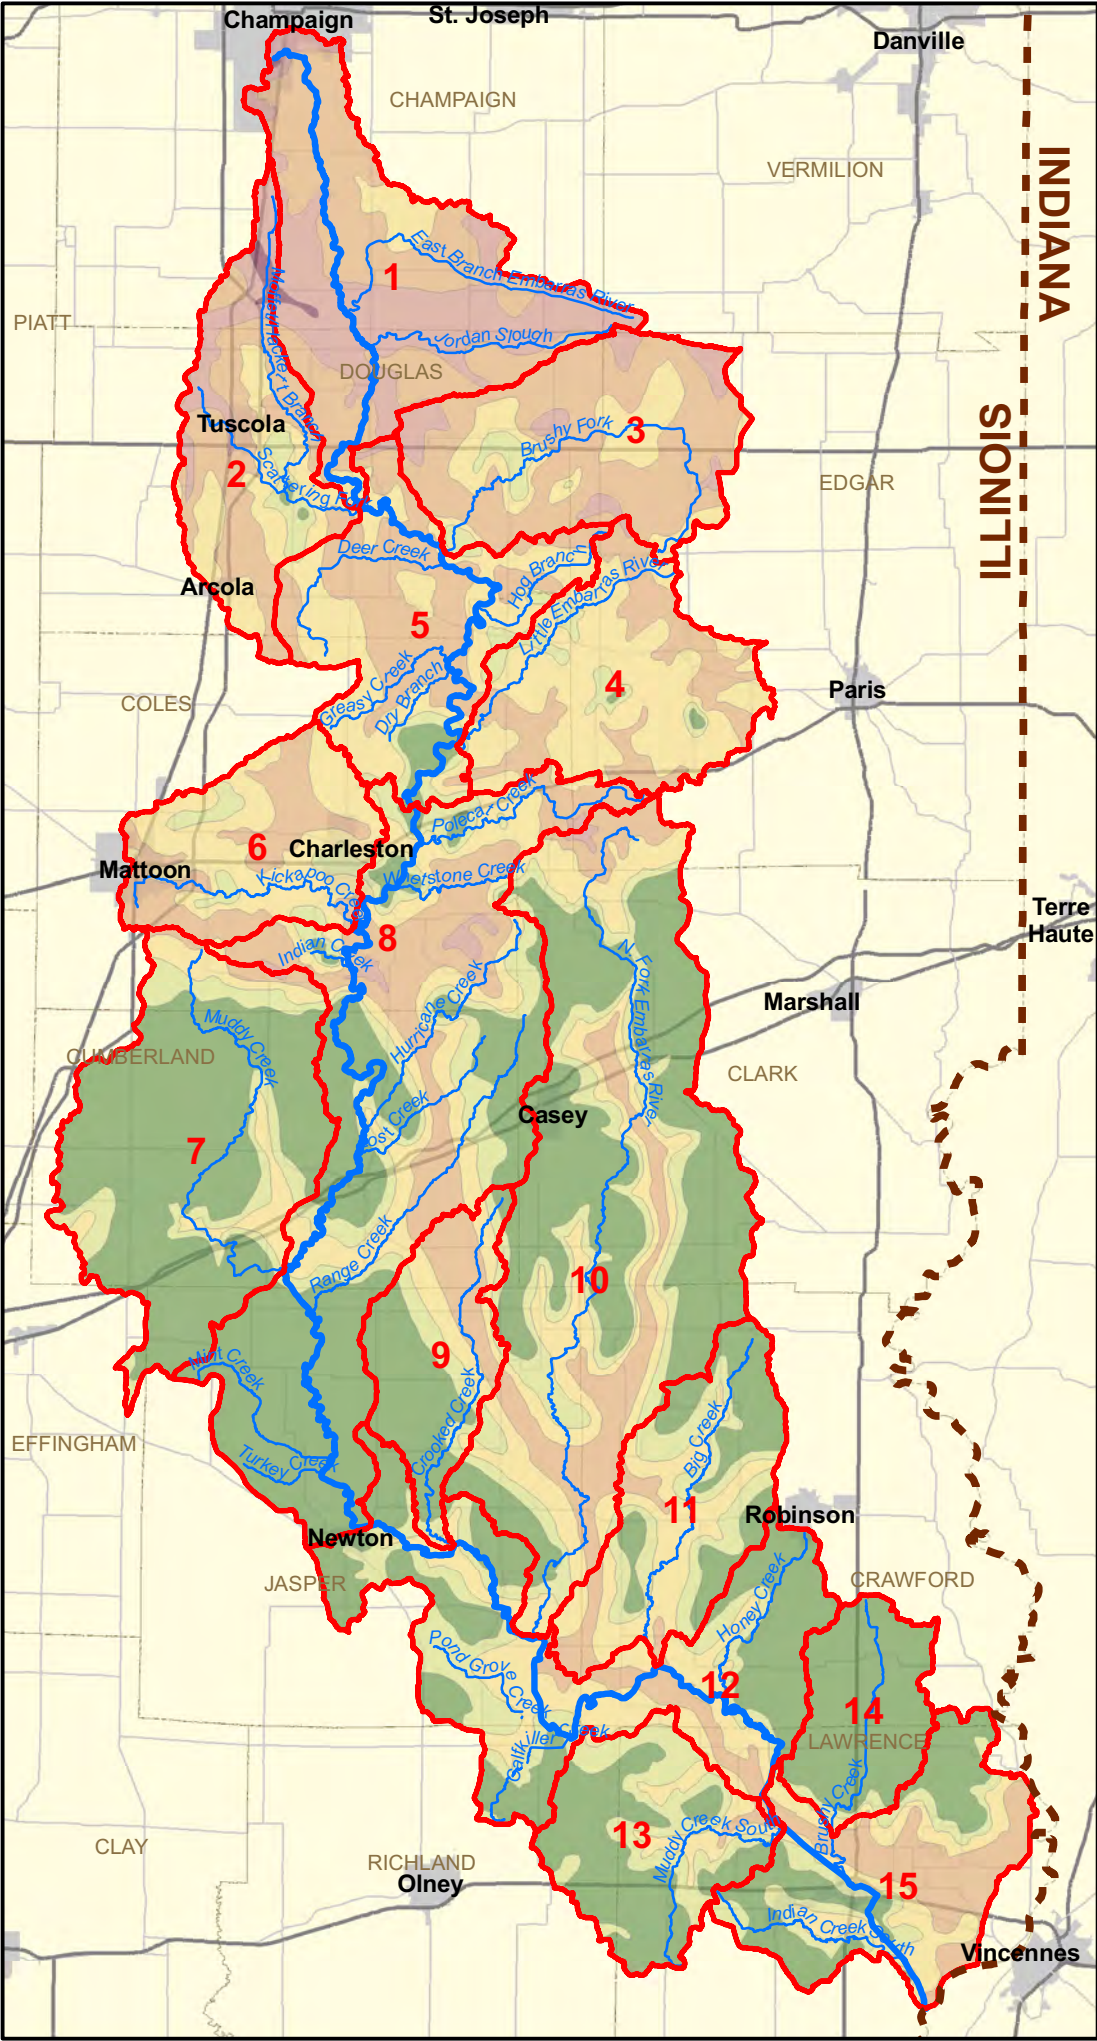 Champaign
St. Joseph
Danville
CHAMPAIGN
VERMILION
INDIANA
ILLINOIS
East Branch Embarras River
1
PIATT
Jordan Slough
DOUGLAS
Branch
Tuscola
Brushy Fork
3
2
EDGAR
Deer Creek
Hog Branch
Arcola
Little Embarras River
5
4
Greasy Creek
Dry Branch
COLES
Paris
Polecat Creek
6
Charleston
Mattoon
Kickapoo Creek
Whetstone Creek
Terre
Haute
8
Indian Creek
N. Fork Embarras River
Hurricane Creek
Marshall
Muddy Creek
CUMBERLAND
CLARK
Lost Creek
Casey
7
Range Creek
10
9
Mint Creek
Crooked Creek
Big Creek
EFFINGHAM
Turkey Creek
11
Robinson
Newton
JASPER
Honey Creek
CRAWFORD
Pond Grove Creek
12
14
Calfkiller Creek
LAWRENCE
Brushy Creek
13
Muddy Creek South
CLAY
RICHLAND
Olney
15
Indian Creek South
Vincennes